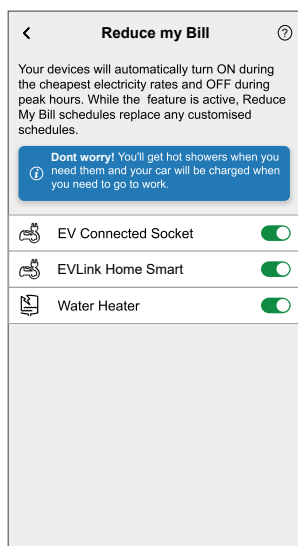 Reduce my Bill
Your devices will automatically turn ON during
the cheapest electricity rates and OFF during
peak hours. While the feature is active, Reduce
My Bill schedules replace any customised
schedules.
Dont worry! You'll get hot showers when you
need them and your car will be charged when
you need to go to work.
EV Connected Socket
EVLink Home Smart
Water Heater